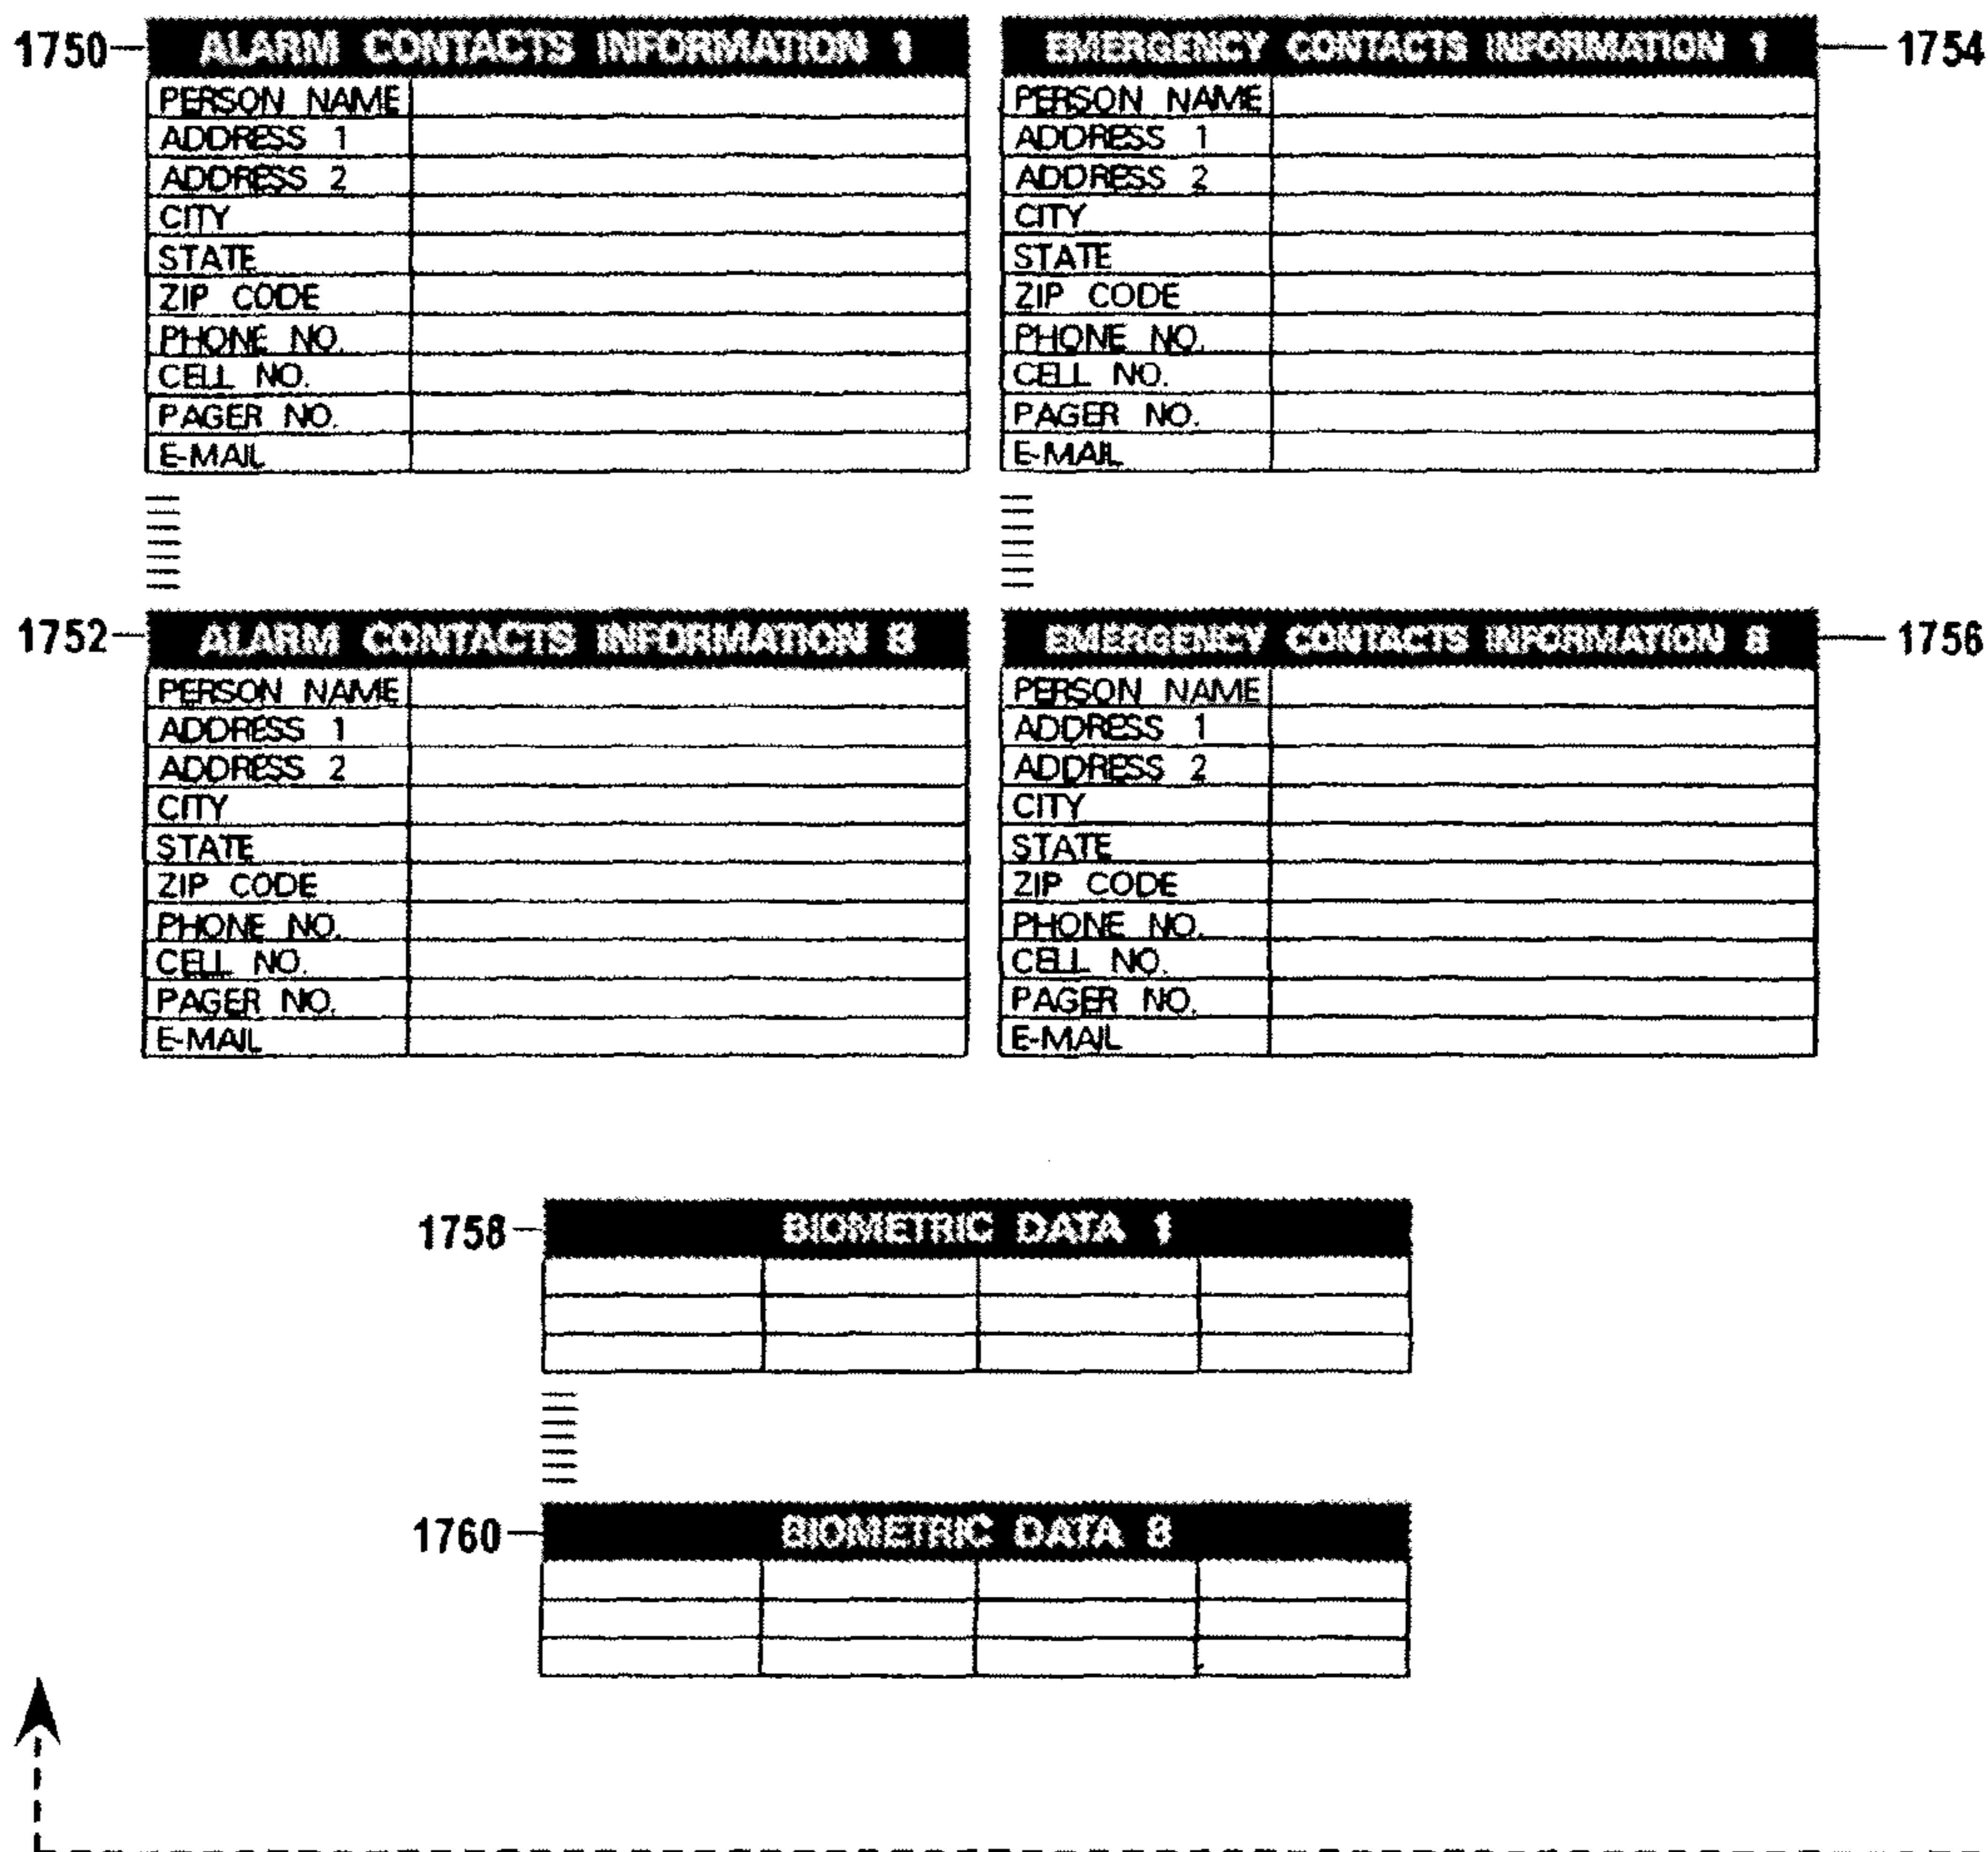 1750
ALARM CONTACTS INFORMATION 1
PERSON NAME
ADDRESS 1
ADDRESS 2
CITY
STATE
ZIP CODE
PHONE NO.
CELL NO.
PAGER NO.
E-MAIL
EMERGENCY CONTACTS INFORMATION 1
1754
PERSON NAME
ADDRESS 1
ADDRESS 2
CITY
STATE
ZIP CODE
PHONE NO.
CELL NO.
PAGER NO.
E-MAIL
1752
ALARM CONTACTS INFORMATION 8
PERSON NAME
ADDRESS 1
ADDRESS 2
CITY
STATE
ZIP CODE
PHONE NO.
CELL NO.
PAGER NO.
E-MAIL
EMERGENCY CONTACTS INFORMATION 8
1756
PERSON NAME
ADDRESS 1
ADDRESS 2
CITY
STATE
ZIP CODE
PHONE NO.
CELL NO.
PAGER NO.
E-MAIL
1758
BIOMETRIC DATA 1
1760
BIOMETRIC DATA 8